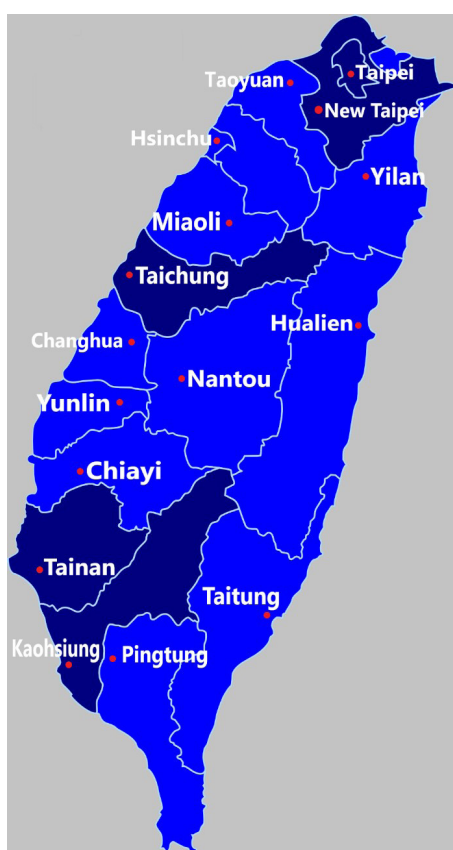 Taipei
Taoyuan
New Taipei
Hsinchu
Yilan
Miaoli
Taichung
Hualien
Changhua
Nantou
Yunlin
Chiayi
Tainan
Taitung
Kaohsiung
Pingtung